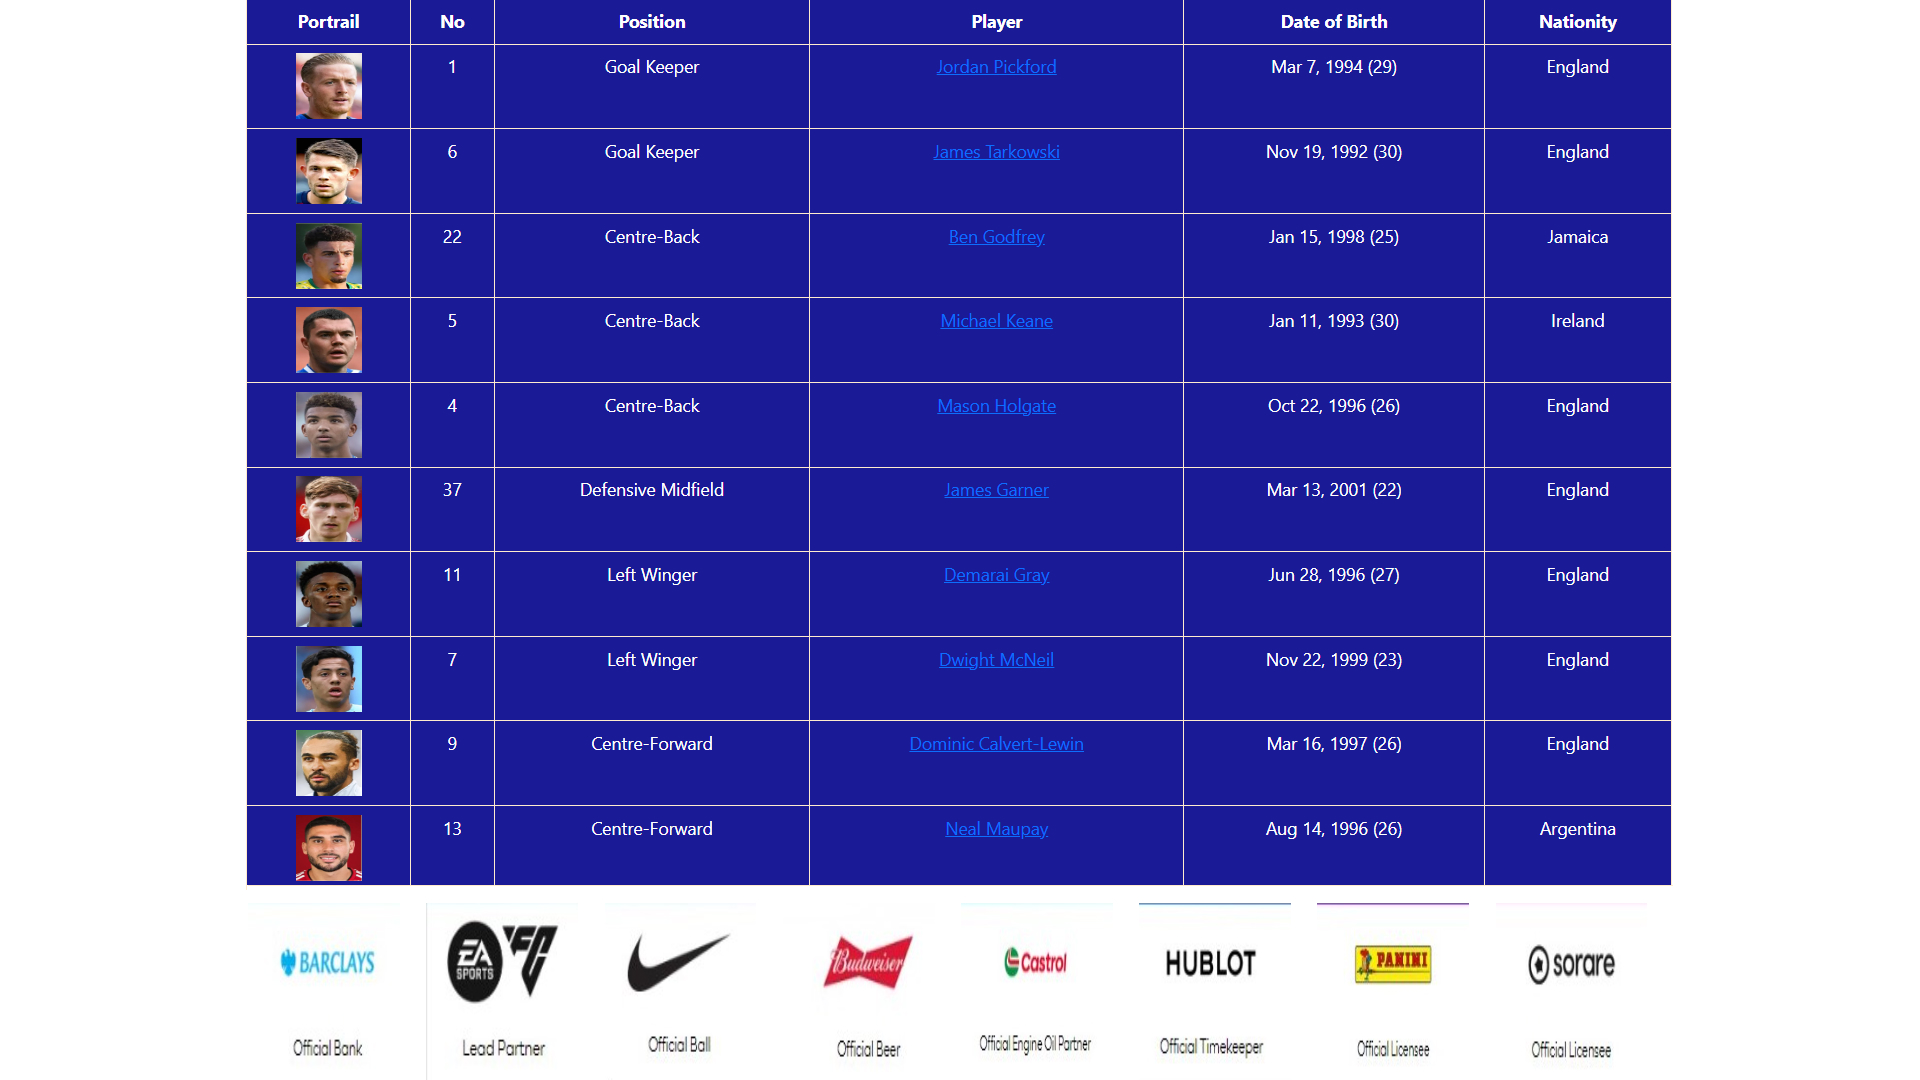 Portrail No Position Player Date of Birth Nationity
1 Goal Keeper Jordan Pickford Mar 7, 1994 (29) England
6 Goal Keeper James Tarkowski Nov 19, 1992 (30) England
22 Centre-Back Ben Godfrey Jan 15, 1998 (25) Jamaica
5 Centre-Back Michael Keane Jan 11, 1993 (30) Ireland
4 Centre-Back Mason Holgate Oct 22, 1996 (26) England
37 Defensive Midfield James Garner Mar 13, 2001 (22) England
11 Left Winger Demarai Gray Jun 28, 1996 (27) England
7 Left Winger Dwight McNeil Nov 22, 1999 (23) England
9 Centre-Forward Dominic Calvert-Lewin Mar 16, 1997 (26) England
13 Centre-Forward Neal Maupay Aug 14, 1996 (26) Argentina
BARCLAYS
Official Bank
EA SPORTS FC
Lead Partner
Official Ball
Budweiser
Official Beer
Castrol
Official Engine Oil Partner
HUBLOT
Official Timekeeper
PANINI
Official Licensee
sorare
Official Licensee